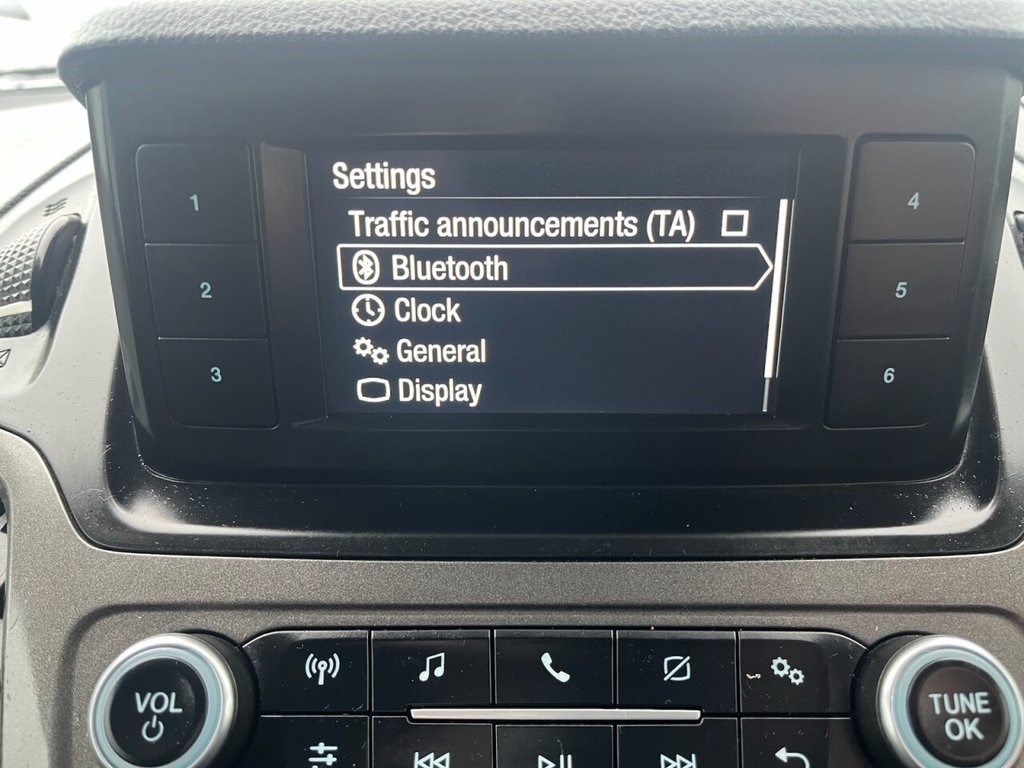 Settings
Traffic announcements (TA)
Bluetooth
Clock
General
Display
1
2
3
4
5
6
VOL
TUNE
OK